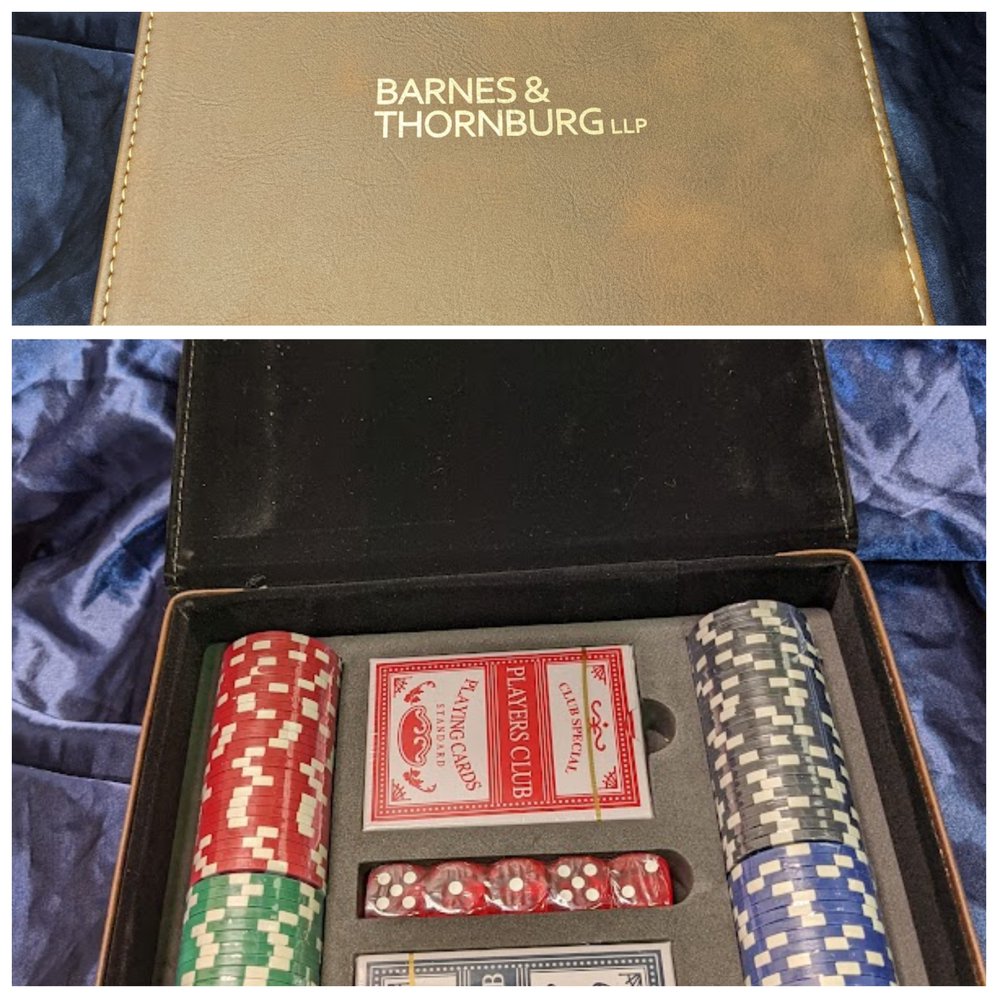 BARNES &
THORNBURG LLP
CLUB SPECIAL
PLAYERS CLUB
PLAYING CARDS
STANDARD